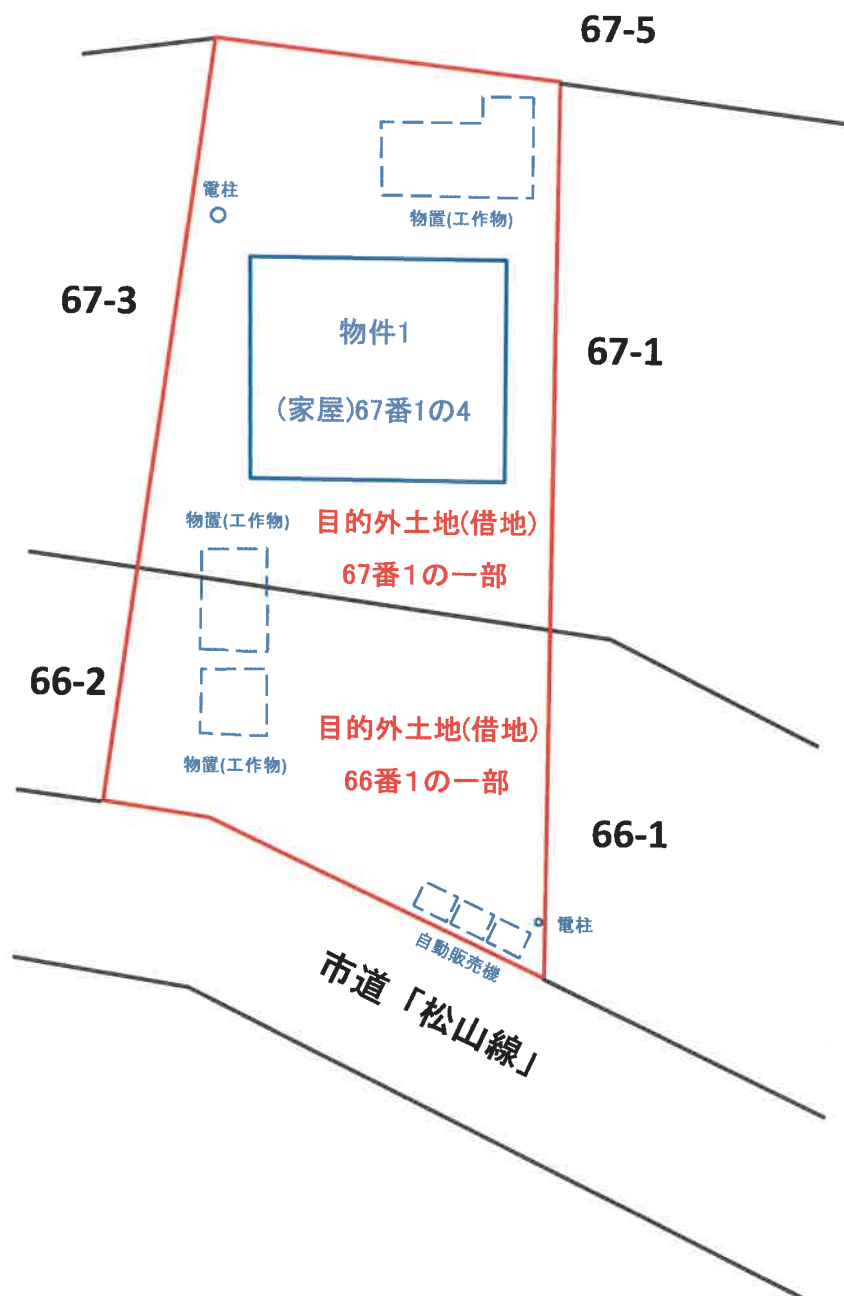 67-5
電柱
物置(工作物)
67-3
物件1
67-1
(家屋)67番1の4
物置(工作物)
目的外土地(借地)
67番1の一部
66-2
目的外土地(借地)
物置(工作物)
66番1の一部
66-1
電柱
自動販売機
市道「松山線」